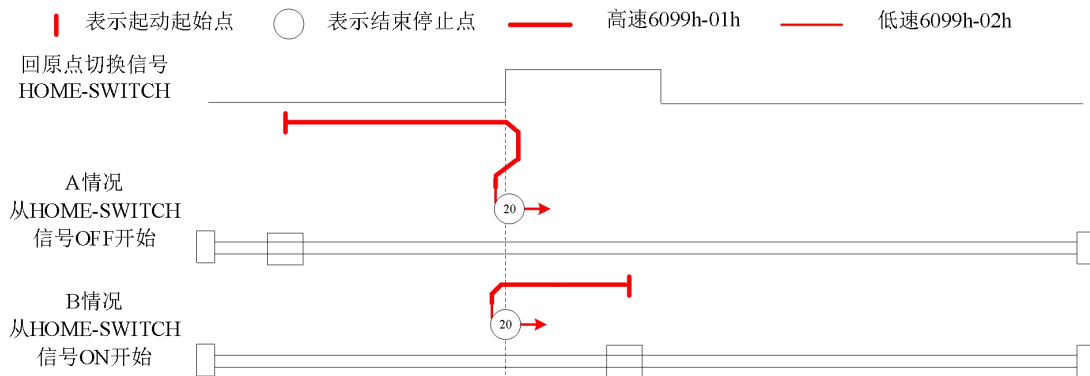 表示起动起始点 表示结束停止点 高速6099h-01h 低速6099h-02h
回原点切换信号
HOME-SWITCH
A情况
从HOME-SWITCH
信号OFF开始
20
B情况
从HOME-SWITCH
信号ON开始
20